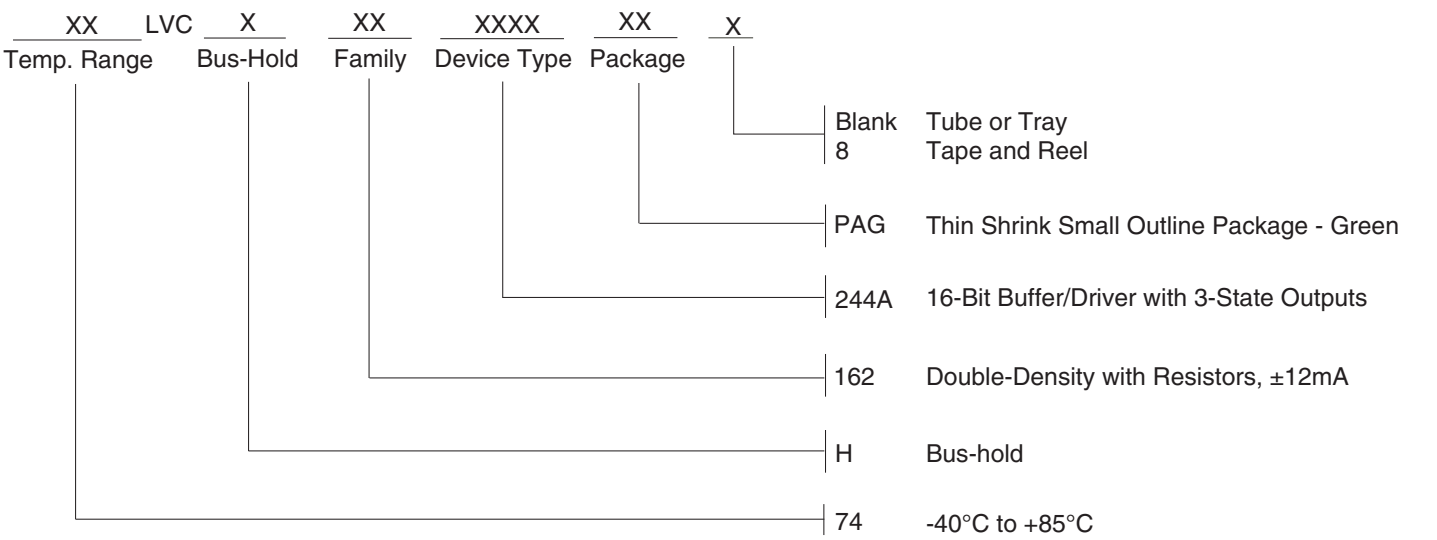 XX LVC X XX XXXX XX X
Temp. Range Bus-Hold Family Device Type Package
Blank Tube or Tray
8 Tape and Reel
PAG Thin Shrink Small Outline Package - Green
244A 16-Bit Buffer/Driver with 3-State Outputs
162 Double-Density with Resistors, ±12mA
H Bus-hold
74 -40°C to +85°C